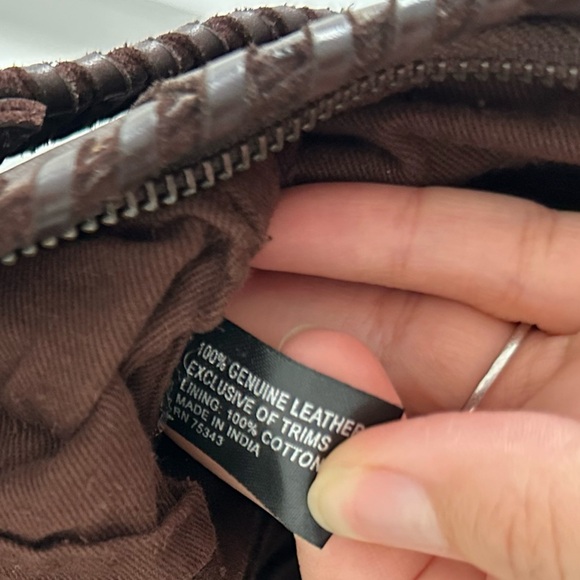 100% GENUINE LEATHER
EXCLUSIVE OF TRIMS
LINING: 100% COTTON
MADE IN INDIA
RN 75343